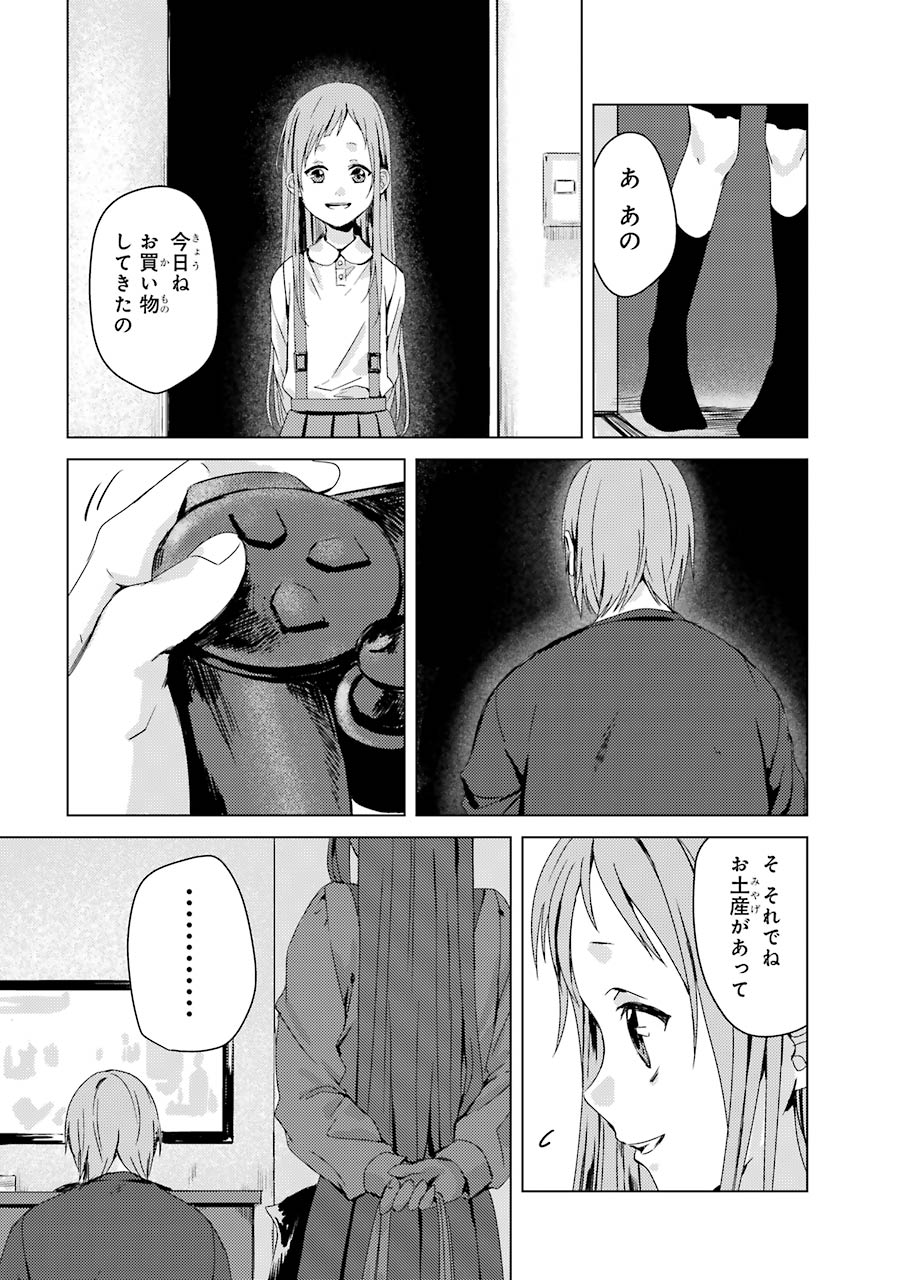 あ あの
今日ね
お買い物
してきたの
そ それでね
お土産があって
………